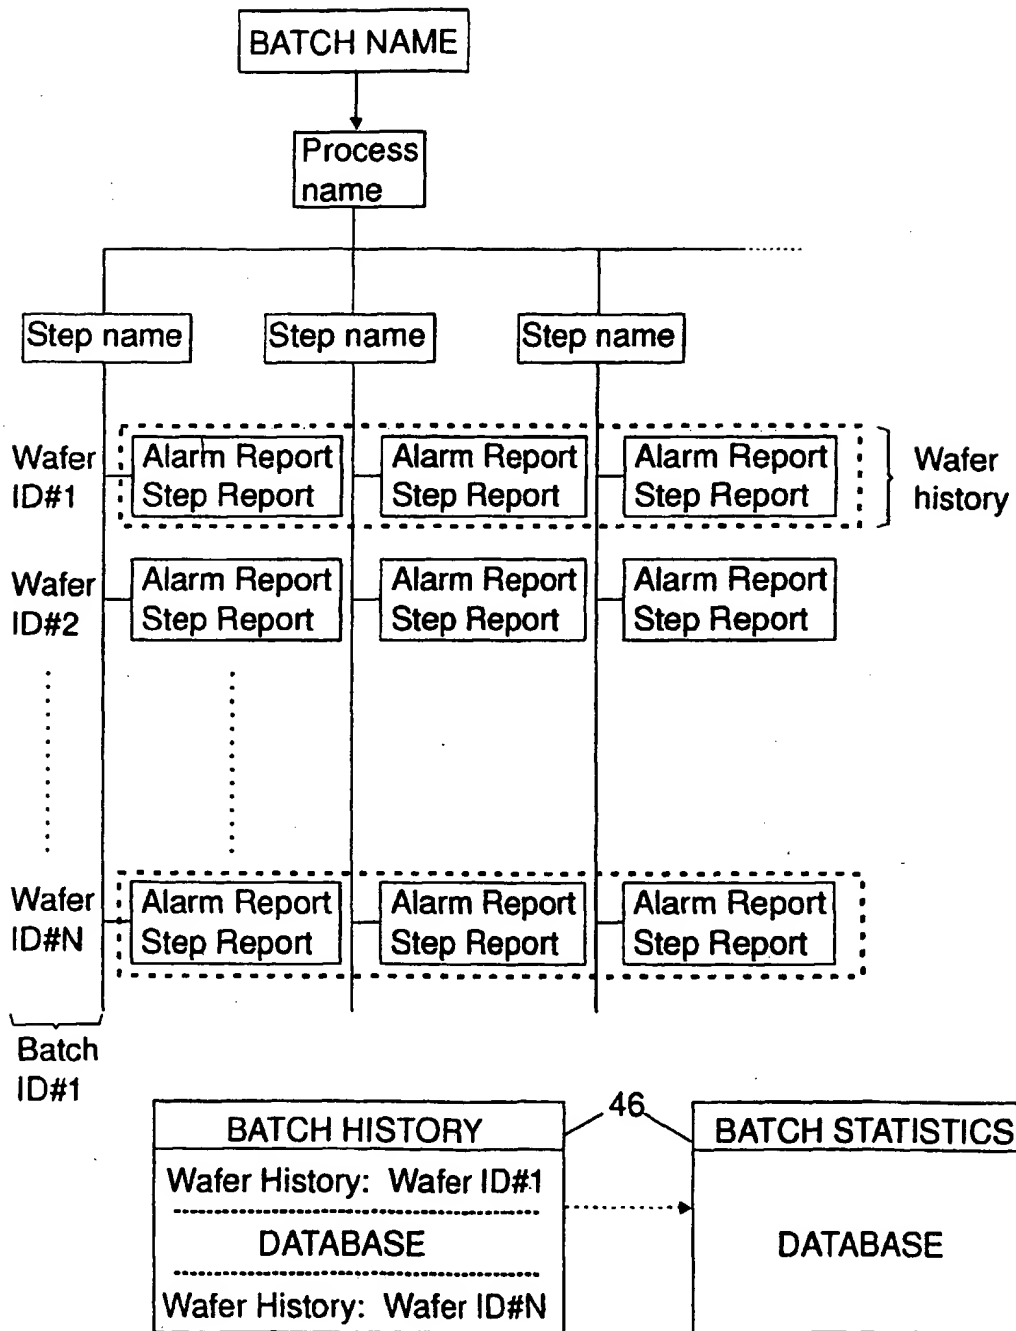 BATCH NAME
Process
name
Step name
Step name
Step name
Wafer
ID#1
Alarm Report
Step Report
Alarm Report
Step Report
Alarm Report
Step Report
Wafer
history
Wafer
ID#2
Alarm Report
Step Report
Alarm Report
Step Report
Alarm Report
Step Report
Wafer
ID#N
Alarm Report
Step Report
Alarm Report
Step Report
Alarm Report
Step Report
Batch
ID#1
46
BATCH HISTORY
Wafer History: Wafer ID#1
DATABASE
Wafer History: Wafer ID#N
BATCH STATISTICS
DATABASE